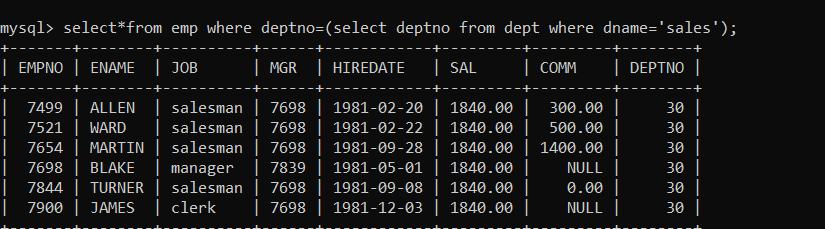 mysql> select*from emp where deptno=(select deptno from dept where dname='sales');
+-------+--------+----------+------+------------+---------+---------+--------+
| EMPNO | ENAME  | JOB      | MGR  | HIREDATE   | SAL     | COMM    | DEPTNO |
+-------+--------+----------+------+------------+---------+---------+--------+
|  7499 | ALLEN  | salesman | 7698 | 1981-02-20 | 1840.00 |  300.00 |     30 |
|  7521 | WARD   | salesman | 7698 | 1981-02-22 | 1840.00 |  500.00 |     30 |
|  7654 | MARTIN | salesman | 7698 | 1981-09-28 | 1840.00 | 1400.00 |     30 |
|  7698 | BLAKE  | manager  | 7839 | 1981-05-01 | 1840.00 |    NULL |     30 |
|  7844 | TURNER | salesman | 7698 | 1981-09-08 | 1840.00 |    0.00 |     30 |
|  7900 | JAMES  | clerk    | 7698 | 1981-12-03 | 1840.00 |    NULL |     30 |
+-------+--------+----------+------+------------+---------+---------+--------+